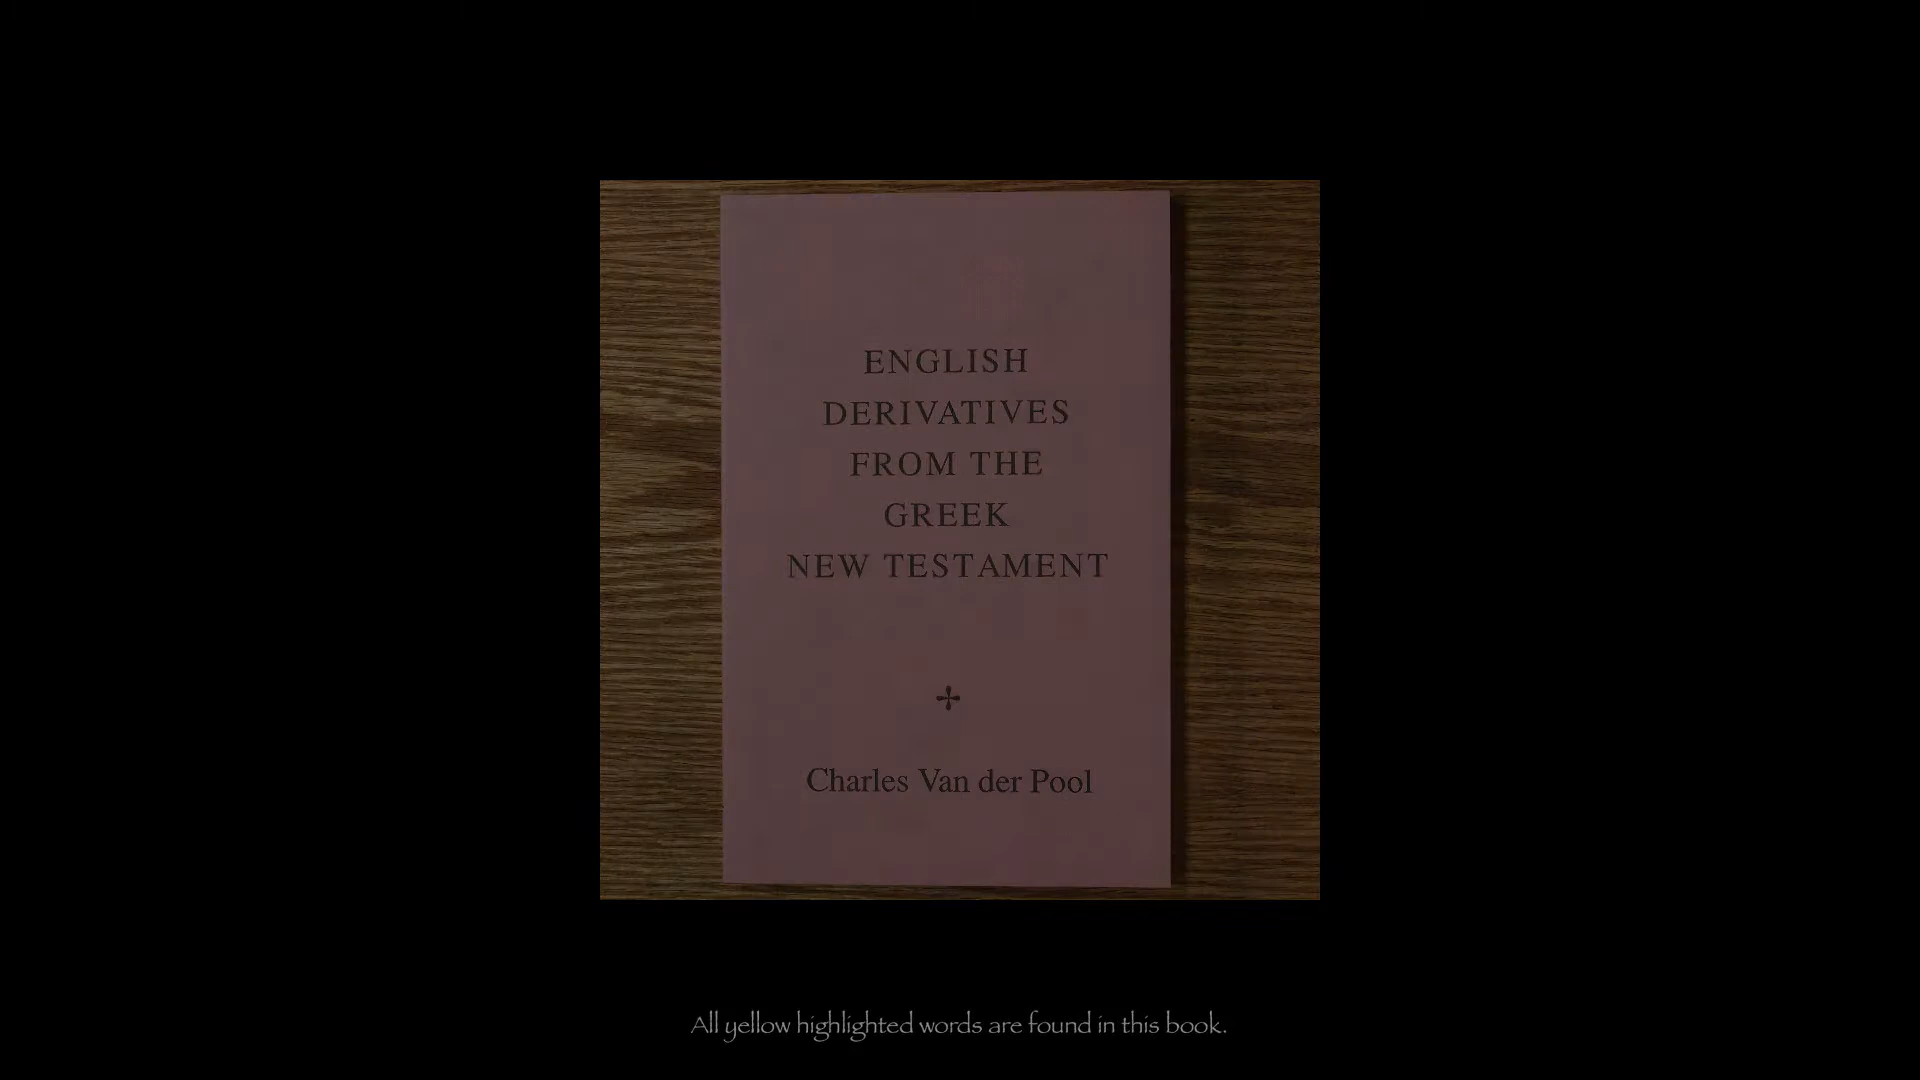 ENGLISH
DERIVATIVES
FROM THE
GREEK
NEW TESTAMENT
Charles Van der Pool
All yellow highlighted words are found in this book.